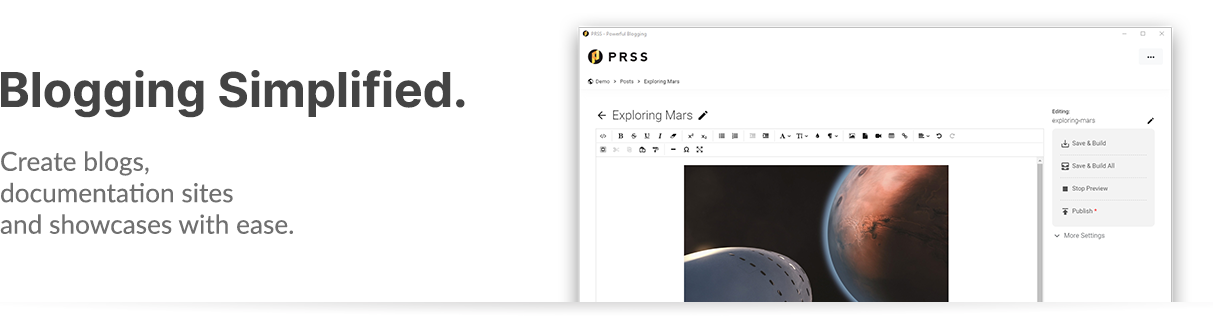 Blogging Simplified.
Create blogs,
documentation sites
and showcases with ease.
PRSS - Powerful Blogging
PRSS
Demo > Posts > Exploring Mars
Exploring Mars
Editing:
exploring-mars
Save & Build
Save & Build All
Stop Preview
Publish *
More Settings